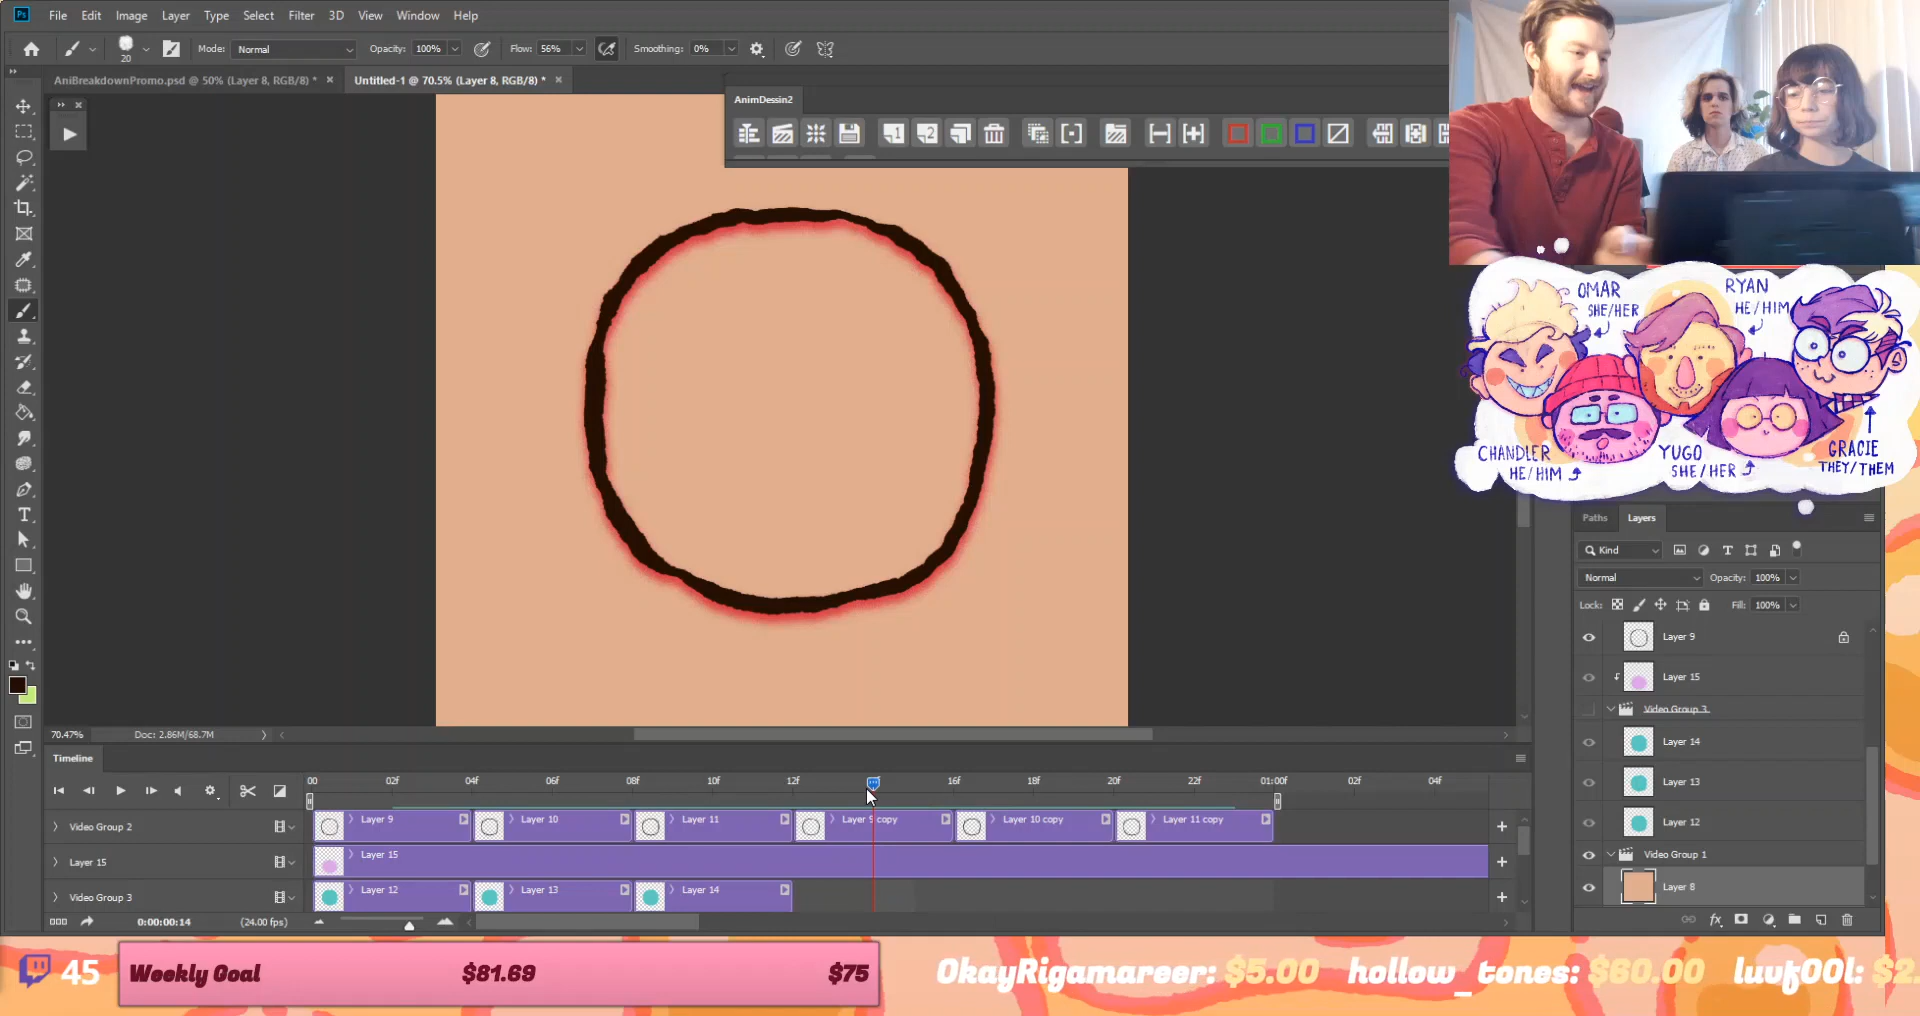 Ps File Edit Image Layer Type Select Filter 3D View Window Help
20 Mode: Normal Opacity: 100% Flow: 56% Smoothing: 0%
AniBreakdownPromo.psd @ 50% (Layer 8, RGB/8) * × Untitled-1 @ 70.5% (Layer 8, RGB/8) * ×
AnimDessin2
1 2
OMAR
SHE/HER
RYAN
HE/HIM
CHANDLER
HE/HIM
YUGO
SHE/HER
GRACIE
THEY/THEM
Paths Layers
Kind
Normal Opacity: 100%
Lock: Fill: 100%
Layer 9
Layer 15
Video Group 3
Layer 14
Layer 13
Layer 12
Video Group 1
Layer 8
fx
70.47% Doc: 2.86M/68.7M
Timeline
00 02f 04f 06f 08f 10f 12f 16f 18f 20f 22f 01:00f 02f 04f
Video Group 2 Layer 9 Layer 10 Layer 11 Layer 9 copy Layer 10 copy Layer 11 copy
Layer 15 Layer 15
Video Group 3 Layer 12 Layer 13 Layer 14
0:00:00:14 (24.00 fps)
45 Weekly Goal $81.69 $75 OkayRigamareer: $5.00 hollow_tones: $60.00 luvf00l: $2